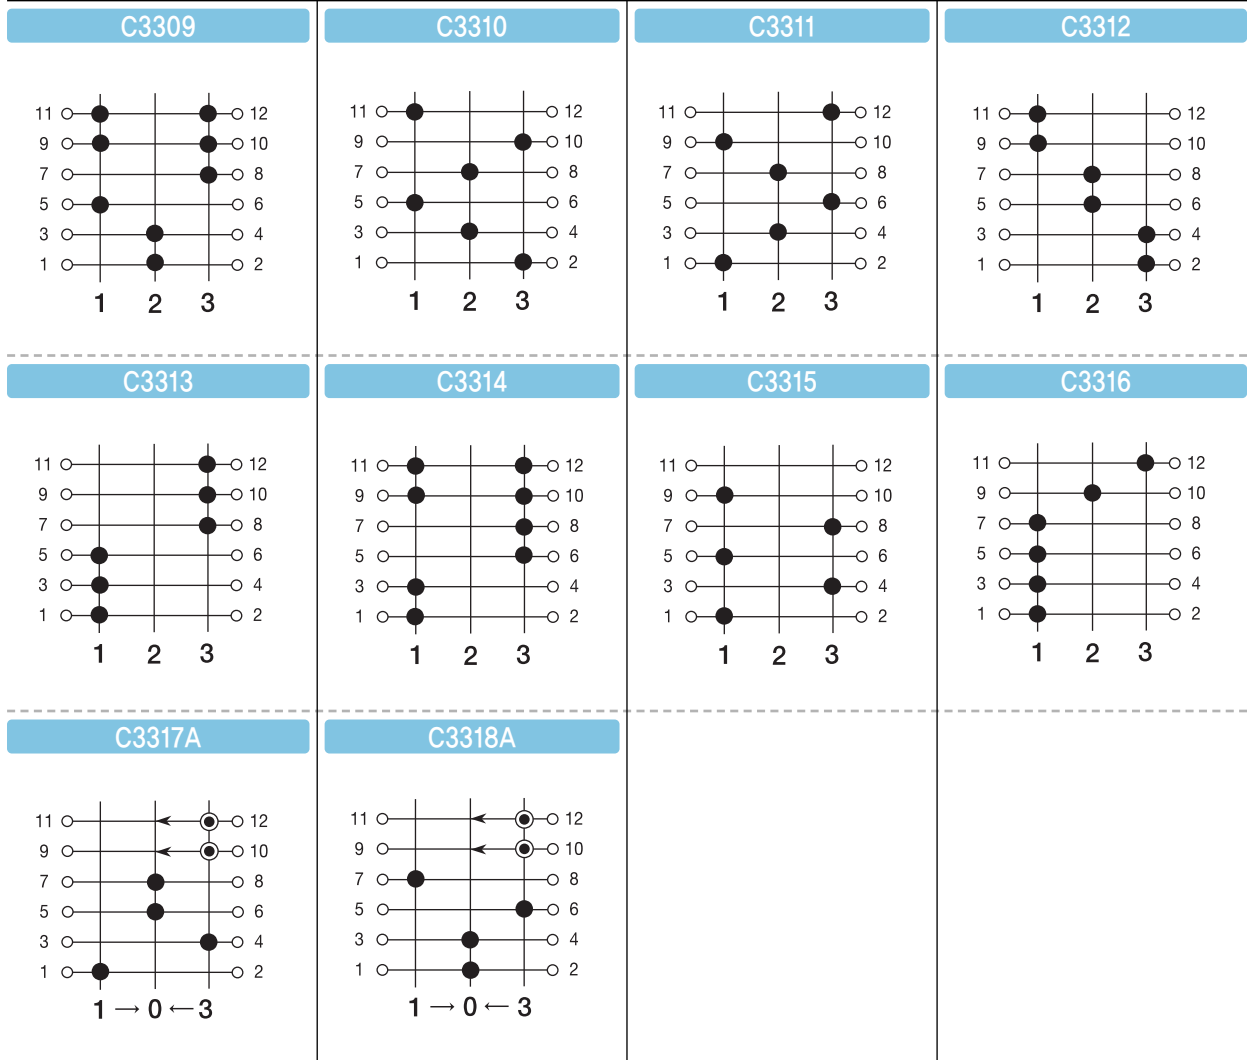 C3309 C3310 C3311 C3312
11 12 11 12 11 12 11 12
9 10 9 10 9 10 9 10
7 8 7 8 7 8 7 8
5 6 5 6 5 6 5 6
3 4 3 4 3 4 3 4
1 2 1 2 1 2 1 2
1 2 3 1 2 3 1 2 3 1 2 3
C3313 C3314 C3315 C3316
11 12 11 12 11 12 11 12
9 10 9 10 9 10 9 10
7 8 7 8 7 8 7 8
5 6 5 6 5 6 5 6
3 4 3 4 3 4 3 4
1 2 1 2 1 2 1 2
1 2 3 1 2 3 1 2 3 1 2 3
C3317A C3318A
11 12 11 12
9 10 9 10
7 8 7 8
5 6 5 6
3 4 3 4
1 2 1 2
1 → 0 ← 3 1 → 0 ← 3